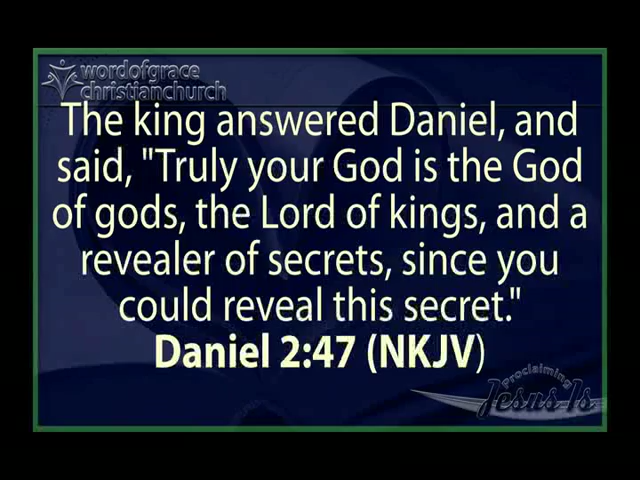 wordofgrace
christianchurch
The king answered Daniel, and
said, "Truly your God is the God
of gods, the Lord of kings, and a
revealer of secrets, since you
could reveal this secret."
Daniel 2:47 (NKJV)
Proclaiming
Jesus Is